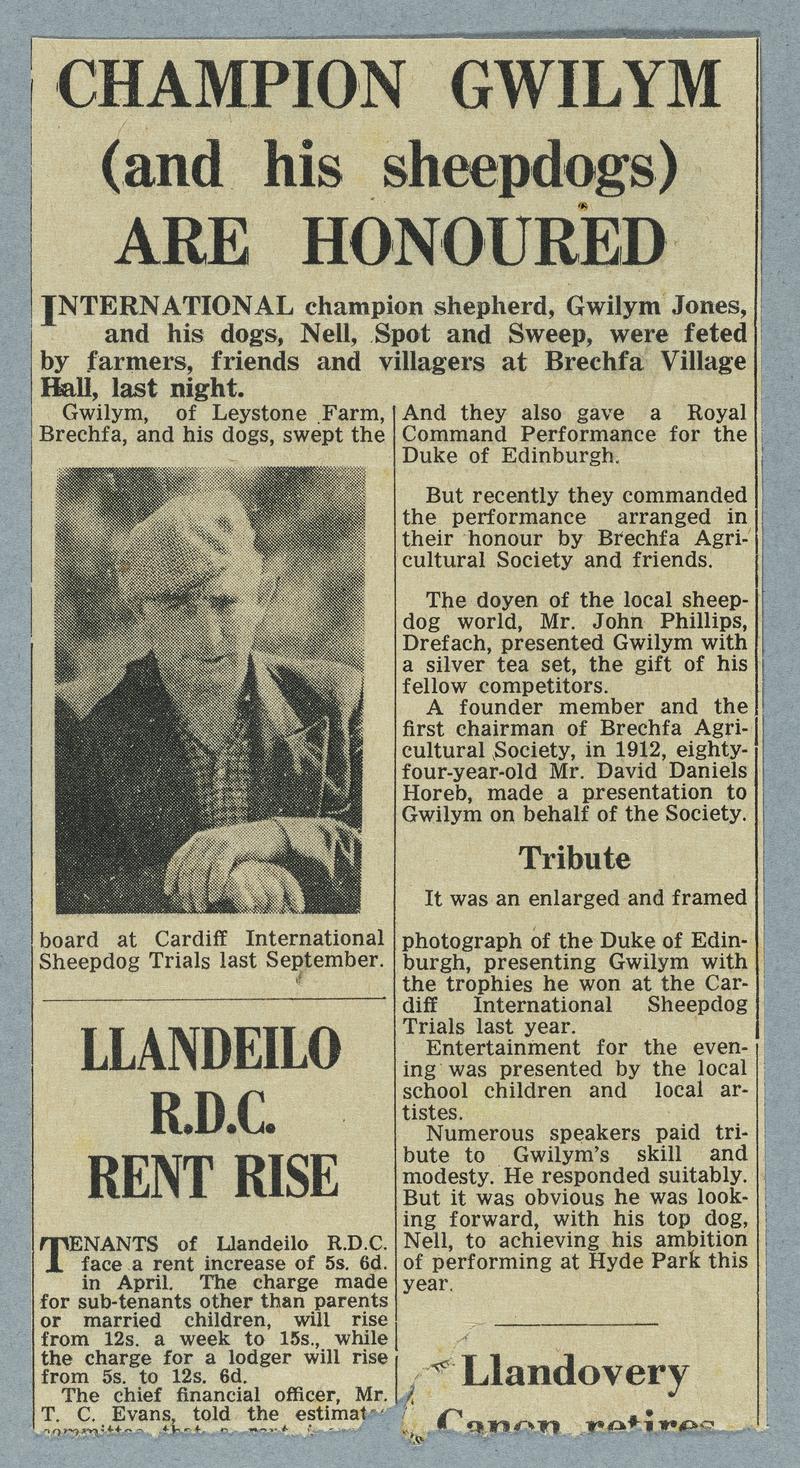 CHAMPION GWILYM
(and his sheepdogs)
ARE HONOURED
INTERNATIONAL champion shepherd, Gwilym Jones,
and his dogs, Nell, Spot and Sweep, were feted
by farmers, friends and villagers at Brechfa Village
Hall, last night.
Gwilym, of Leystone Farm,
Brechfa, and his dogs, swept the
board at Cardiff International
Sheepdog Trials last September.
And they also gave a Royal
Command Performance for the
Duke of Edinburgh.
But recently they commanded
the performance arranged in
their honour by Brechfa Agri-
cultural Society and friends.
The doyen of the local sheep-
dog world, Mr. John Phillips,
Drefach, presented Gwilym with
a silver tea set, the gift of his
fellow competitors.
A founder member and the
first chairman of Brechfa Agri-
cultural Society, in 1912, eighty-
four-year-old Mr. David Daniels
Horeb, made a presentation to
Gwilym on behalf of the Society.
Tribute
It was an enlarged and framed
photograph of the Duke of Edin-
burgh, presenting Gwilym with
the trophies he won at the Car-
diff International Sheepdog
Trials last year.
Entertainment for the even-
ing was presented by the local
school children and local ar-
tistes.
Numerous speakers paid tri-
bute to Gwilym's skill and
modesty. He responded suitably.
But it was obvious he was look-
ing forward, with his top dog,
Nell, to achieving his ambition
of performing at Hyde Park this
year.
LLANDEILO
R.D.C.
RENT RISE
TENANTS of Llandeilo R.D.C.
face a rent increase of 5s. 6d.
in April. The charge made
for sub-tenants other than parents
or married children, will rise
from 12s. a week to 15s., while
the charge for a lodger will rise
from 5s. to 12s. 6d.
The chief financial officer, Mr.
T. C. Evans, told the estimat
Llandovery
Canon retires